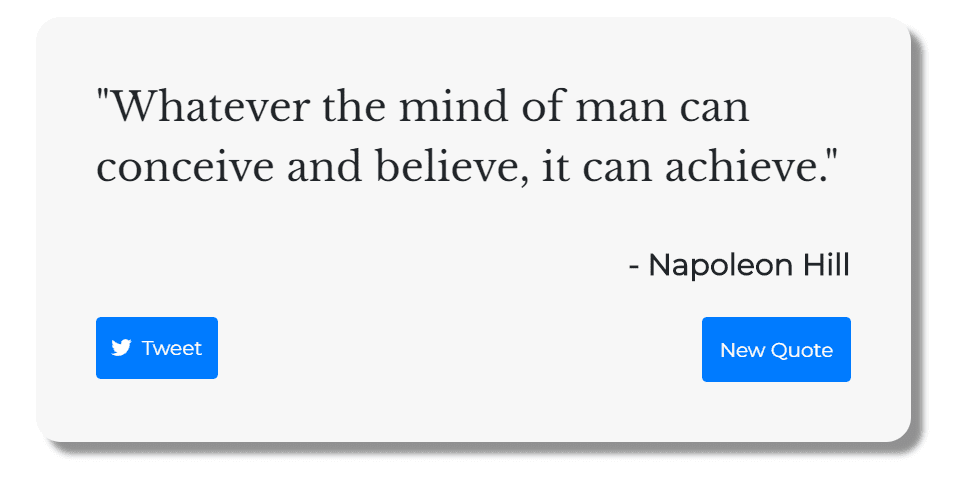 "Whatever the mind of man can
conceive and believe, it can achieve."
- Napoleon Hill
Tweet
New Quote